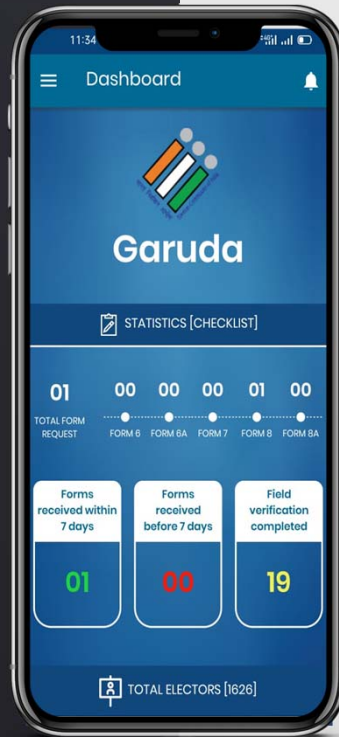 11:34
Dashboard
Garuda
STATISTICS [CHECKLIST]
01
00
00
00
01
00
TOTAL FORM
REQUEST
FORM 6
FORM 6A
FORM 7
FORM 8
FORM 8A
Forms
received within
7 days
Forms
received
before 7 days
Field
verification
completed
01
00
19
TOTAL ELECTORS [1626]